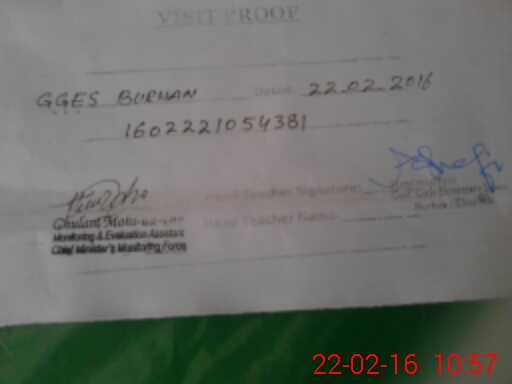 VISIT PROOF
GGES BURHAN Dated: 22.02.2016
1602221054381
Head Teacher Signature:
Ghulam
Monitoring & Evaluation Assistant
Chief Minister's Monitoring Force
Head Teacher Name:
22-02-16 10:57